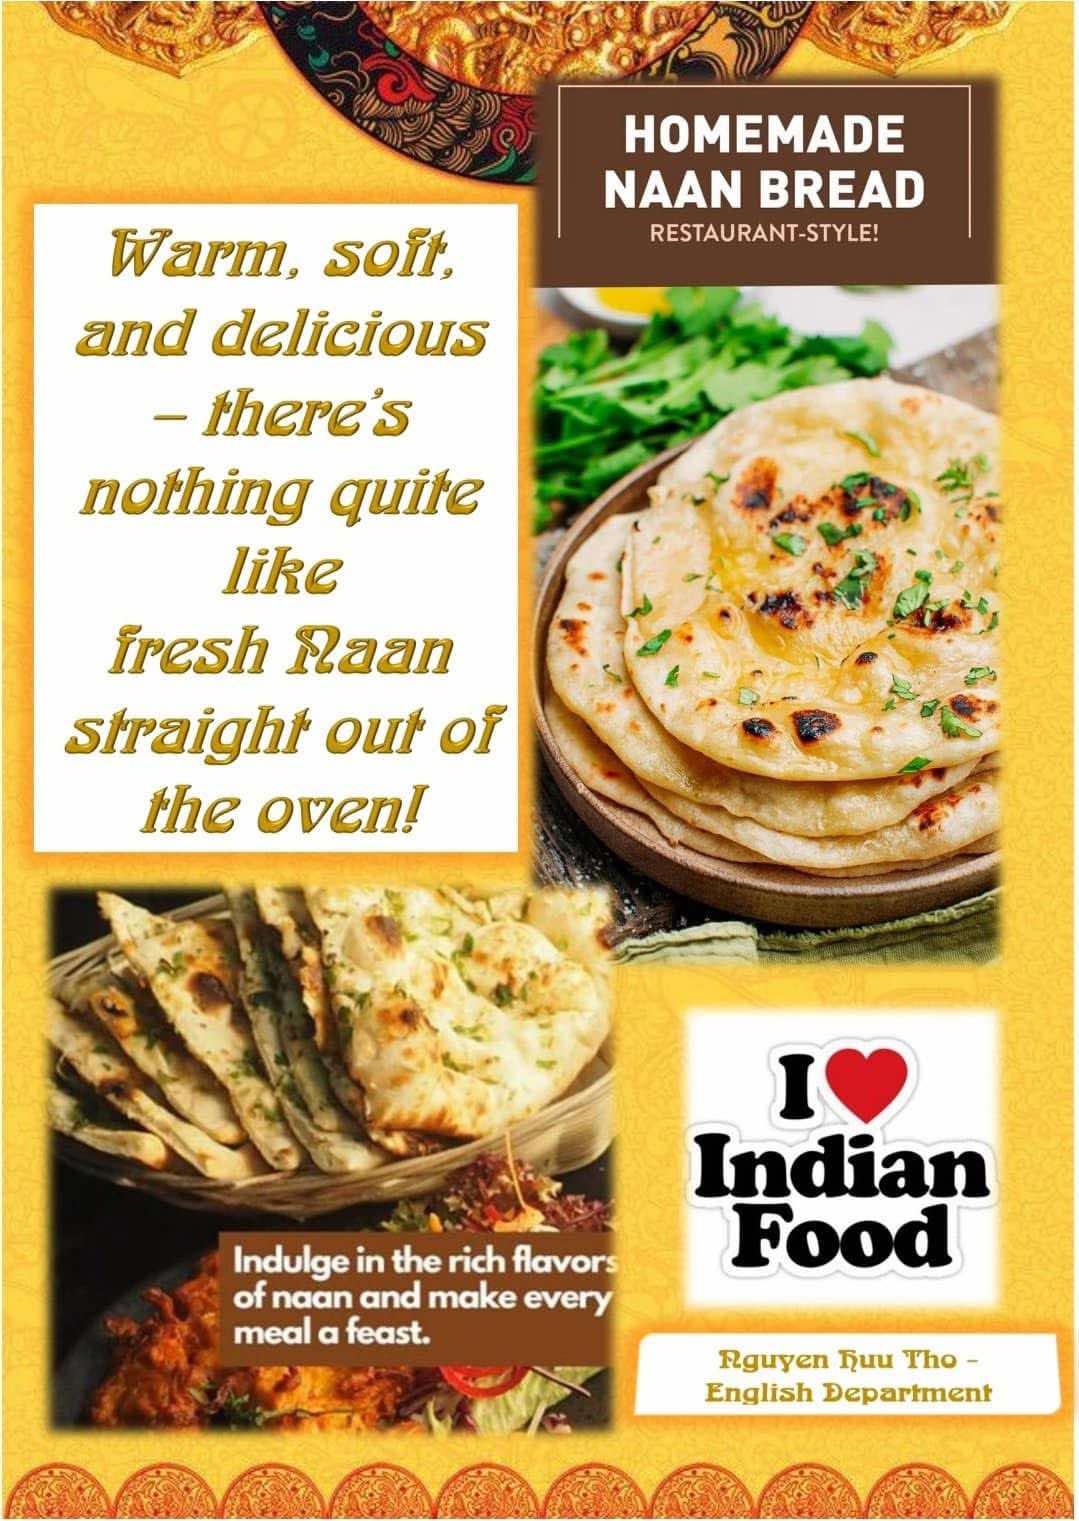 HOMEMADE
NAAN BREAD
RESTAURANT-STYLE!
Warm, soft,
and delicious
– there's
nothing quite
like
fresh Naan
straight out of
the oven!
Indulge in the rich flavors
of naan and make every
meal a feast.
I ❤
Indian
Food
Nguyen Huu Tho -
English Department